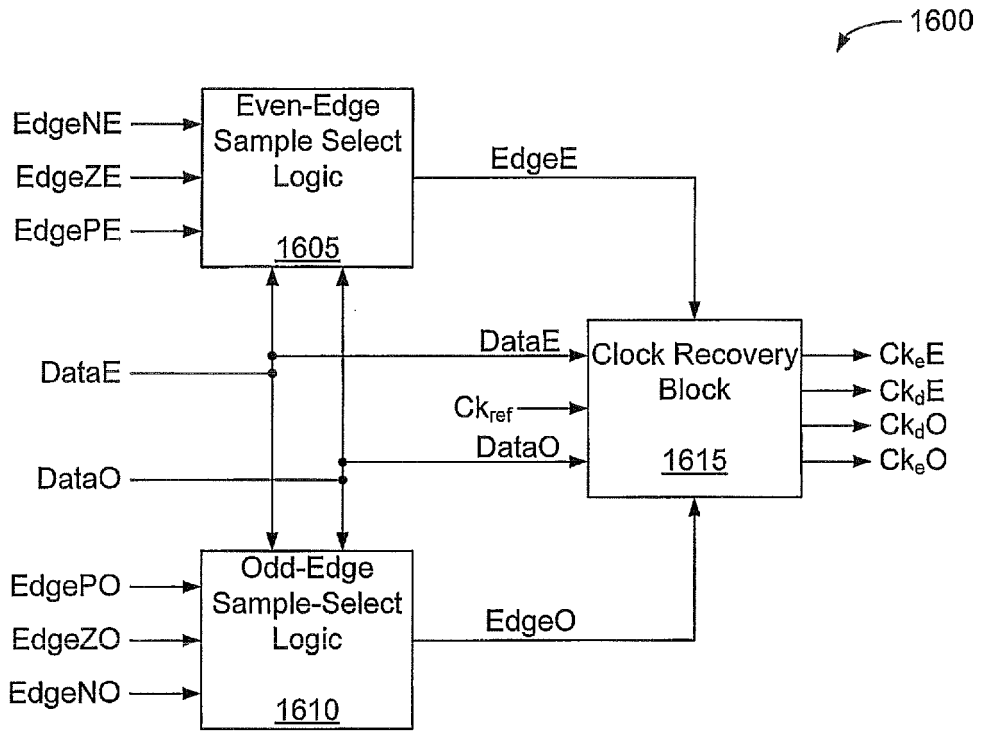 1600
EdgeNE
EdgeZE
EdgePE
Even-Edge
Sample Select
Logic
1605
EdgeE
DataE
DataO
DataE
Ckref
DataO
Clock Recovery
Block
1615
CkeE
CkdE
CkdO
CkeO
EdgePO
EdgeZO
EdgeNO
Odd-Edge
Sample-Select
Logic
1610
EdgeO